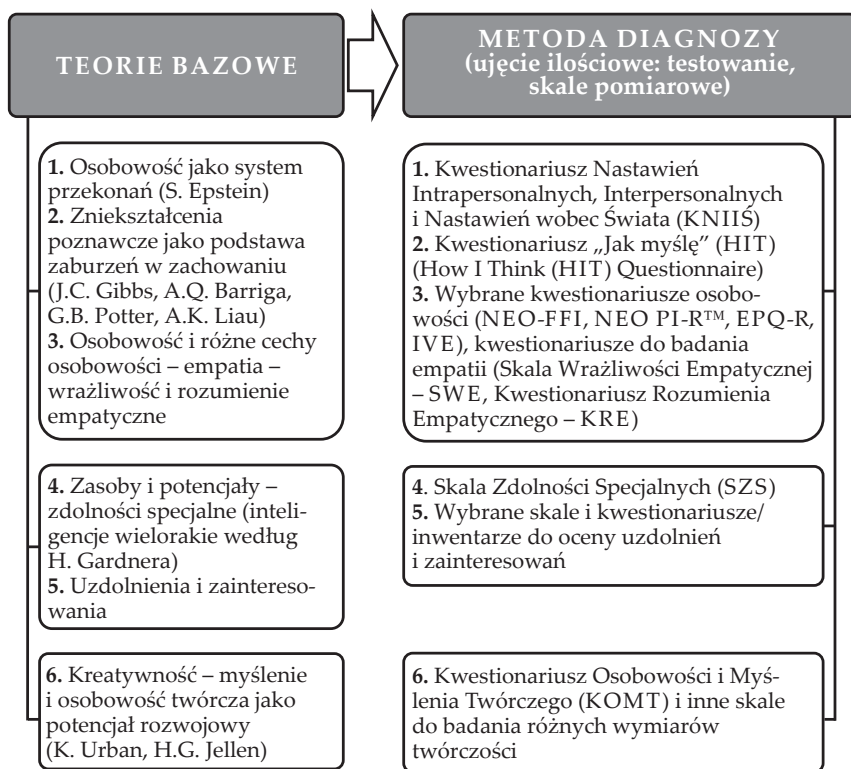 TEORIE BAZOWE
METODA DIAGNOZY
(ujęcie ilościowe: testowanie,
skale pomiarowe)
1. Osobowość jako system
przekonań (S. Epstein)
2. Zniekształcenia
poznawcze jako podstawa
zaburzeń w zachowaniu
(J.C. Gibbs, A.Q. Barriga,
G.B. Potter, A.K. Liau)
3. Osobowość i różne cechy
osobowości – empatia –
wrażliwość i rozumienie
empatyczne
1. Kwestionariusz Nastawień
Intrapersonalnych, Interpersonalnych
i Nastawień wobec Świata (KNIIŚ)
2. Kwestionariusz „Jak myślę” (HIT)
(How I Think (HIT) Questionnaire)
3. Wybrane kwestionariusze osobo-
wości (NEO-FFI, NEO PI-R™, EPQ-R,
IVE), kwestionariusze do badania
empatii (Skala Wrażliwości Empatycznej
– SWE, Kwestionariusz Rozumienia
Empatycznego – KRE)
4. Zasoby i potencjały –
zdolności specjalne (inteli-
gencje wielorakie według
H. Gardnera)
5. Uzdolnienia i zaintereso-
wania
4. Skala Zdolności Specjalnych (SZS)
5. Wybrane skale i kwestionariusze/
inwentarze do oceny uzdolnień
i zainteresowań
6. Kreatywność – myślenie
i osobowość twórcza jako
potencjał rozwojowy
(K. Urban, H.G. Jellen)
6. Kwestionariusz Osobowości i Myś-
lenia Twórczego (KOMT) i inne skale
do badania różnych wymiarów
twórczości